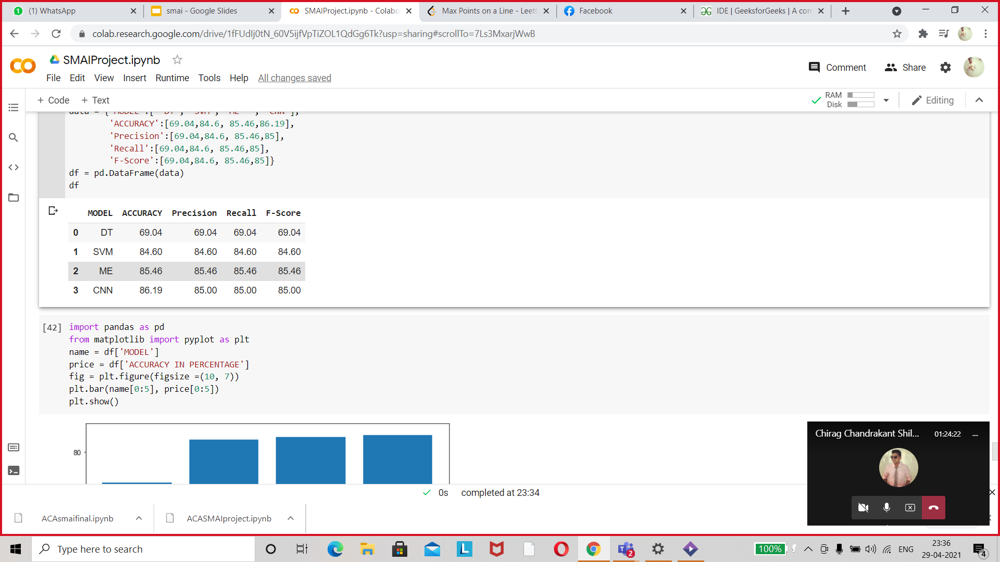 (1) WhatsApp
smai - Google Slides
SMAIProject.ipynb - Colabo
Max Points on a Line - Leet
Facebook
IDE | GeeksforGeeks | A con
colab.research.google.com/drive/1fFUdIj0tN_60V5ijfVpTiZOL1QdGg6Tk?usp=sharing#scrollTo=7Ls3MxarjWwB
SMAIProject.ipynb
Comment
Share
File Edit View Insert Runtime Tools Help All changes saved
+ Code + Text
RAM
Disk
Editing
data = {'MODEL':[ 'DT', 'SVM', 'ME' , 'CNN'],
'ACCURACY':[69.04,84.6, 85.46,86.19],
'Precision':[69.04,84.6, 85.46,85],
'Recall':[69.04,84.6, 85.46,85],
'F-Score':[69.04,84.6, 85.46,85]}
df = pd.DataFrame(data)
df
MODEL ACCURACY Precision Recall F-Score
0 DT 69.04 69.04 69.04 69.04
1 SVM 84.60 84.60 84.60 84.60
2 ME 85.46 85.46 85.46 85.46
3 CNN 86.19 85.00 85.00 85.00
[42] import pandas as pd
from matplotlib import pyplot as plt
name = df['MODEL']
price = df['ACCURACY IN PERCENTAGE']
fig = plt.figure(figsize =(10, 7))
plt.bar(name[0:5], price[0:5])
plt.show()
80
Chirag Chandrakant Shil... 01:24:22
0s completed at 23:34
ACAsmaifinal.ipynb
ACASMAIproject.ipynb
Type here to search
L
2
100%
ENG
23:36
29-04-2021
4